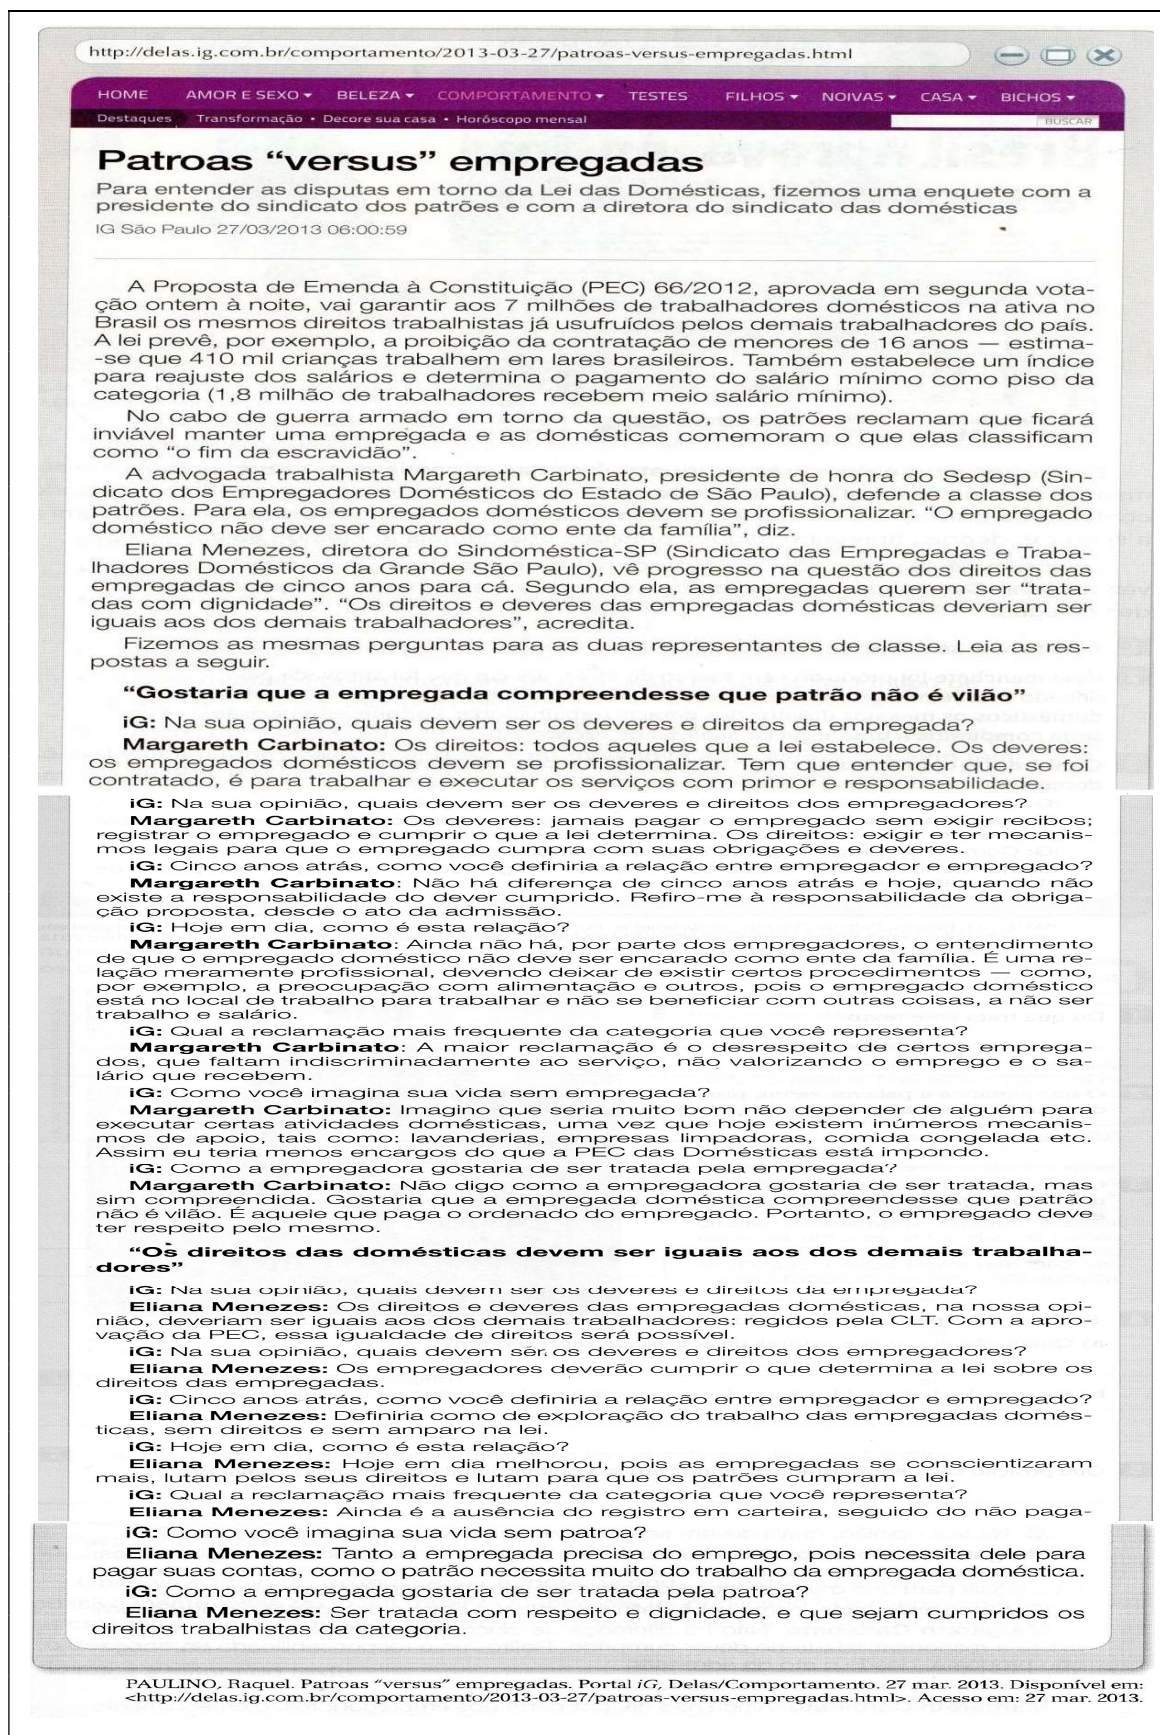 http://delas.ig.com.br/comportamento/2013-03-27/patroas-versus-empregadas.html
HOME AMOR E SEXO BELEZA COMPORTAMENTO TESTES FILHOS NOIVAS CASA BICHOS
Destaques Transformação • Decore sua casa • Horóscopo mensal BUSCAR
Patroas “versus” empregadas
Para entender as disputas em torno da Lei das Domésticas, fizemos uma enquete com a
presidente do sindicato dos patrões e com a diretora do sindicato das domésticas
IG São Paulo 27/03/2013 06:00:59
A Proposta de Emenda à Constituição (PEC) 66/2012, aprovada em segunda vota-
ção ontem à noite, vai garantir aos 7 milhões de trabalhadores domésticos na ativa no
Brasil os mesmos direitos trabalhistas já usufruídos pelos demais trabalhadores do país.
A lei prevê, por exemplo, a proibição da contratação de menores de 16 anos — estima-
-se que 410 mil crianças trabalhem em lares brasileiros. Também estabelece um índice
para reajuste dos salários e determina o pagamento do salário mínimo como piso da
categoria (1,8 milhão de trabalhadores recebem meio salário mínimo).
No cabo de guerra armado em torno da questão, os patrões reclamam que ficará
inviável manter uma empregada e as domésticas comemoram o que elas classificam
como “o fim da escravidão”.
A advogada trabalhista Margareth Carbinato, presidente de honra do Sedesp (Sin-
dicato dos Empregadores Domésticos do Estado de São Paulo), defende a classe dos
patrões. Para ela, os empregados domésticos devem se profissionalizar. “O empregado
doméstico não deve ser encarado como ente da família”, diz.
Eliana Menezes, diretora do Sindoméstica-SP (Sindicato das Empregadas e Traba-
lhadores Domésticos da Grande São Paulo), vê progresso na questão dos direitos das
empregadas de cinco anos para cá. Segundo ela, as empregadas querem ser “trata-
das com dignidade”. “Os direitos e deveres das empregadas domésticas deveriam ser
iguais aos dos demais trabalhadores”, acredita.
Fizemos as mesmas perguntas para as duas representantes de classe. Leia as res-
postas a seguir.
“Gostaria que a empregada compreendesse que patrão não é vilão”
iG: Na sua opinião, quais devem ser os deveres e direitos da empregada?
Margareth Carbinato: Os direitos: todos aqueles que a lei estabelece. Os deveres:
os empregados domésticos devem se profissionalizar. Tem que entender que, se foi
contratado, é para trabalhar e executar os serviços com primor e responsabilidade.
iG: Na sua opinião, quais devem ser os deveres e direitos dos empregadores?
Margareth Carbinato: Os deveres: jamais pagar o empregado sem exigir recibos;
registrar o empregado e cumprir o que a lei determina. Os direitos: exigir e ter mecanis-
mos legais para que o empregado cumpra com suas obrigações e deveres.
iG: Cinco anos atrás, como você definiria a relação entre empregador e empregado?
Margareth Carbinato: Não há diferença de cinco anos atrás e hoje, quando não
existe a responsabilidade do dever cumprido. Refiro-me à responsabilidade da obriga-
ção proposta, desde o ato da admissão.
iG: Hoje em dia, como é esta relação?
Margareth Carbinato: Ainda não há, por parte dos empregadores, o entendimento
de que o empregado doméstico não deve ser encarado como ente da família. É uma re-
lação meramente profissional, devendo deixar de existir certos procedimentos — como,
por exemplo, a preocupação com alimentação e outros, pois o empregado doméstico
está no local de trabalho para trabalhar e não se beneficiar com outras coisas, a não ser
trabalho e salário.
iG: Qual a reclamação mais frequente da categoria que você representa?
Margareth Carbinato: A maior reclamação é o desrespeito de certos emprega-
dos, que faltam indiscriminadamente ao serviço, não valorizando o emprego e o sa-
lário que recebem.
iG: Como você imagina sua vida sem empregada?
Margareth Carbinato: Imagino que seria muito bom não depender de alguém para
executar certas atividades domésticas, uma vez que hoje existem inúmeros mecanis-
mos de apoio, tais como: lavanderias, empresas limpadoras, comida congelada etc.
Assim eu teria menos encargos do que a PEC das Domésticas está impondo.
iG: Como a empregadora gostaria de ser tratada pela empregada?
Margareth Carbinato: Não digo como a empregadora gostaria de ser tratada, mas
sim compreendida. Gostaria que a empregada doméstica compreendesse que patrão
não é vilão. É aquele que paga o ordenado do empregado. Portanto, o empregado deve
ter respeito pelo mesmo.
“Os direitos das domésticas devem ser iguais aos dos demais trabalha-
dores”
iG: Na sua opinião, quais devem ser os deveres e direitos da empregada?
Eliana Menezes: Os direitos e deveres das empregadas domésticas, na nossa opi-
nião, deveriam ser iguais aos dos demais trabalhadores: regidos pela CLT. Com a apro-
vação da PEC, essa igualdade de direitos será possível.
iG: Na sua opinião, quais devem ser os deveres e direitos dos empregadores?
Eliana Menezes: Os empregadores deverão cumprir o que determina a lei sobre os
direitos das empregadas.
iG: Cinco anos atrás, como você definiria a relação entre empregador e empregado?
Eliana Menezes: Definiria como de exploração do trabalho das empregadas domés-
ticas, sem direitos e sem amparo na lei.
iG: Hoje em dia, como é esta relação?
Eliana Menezes: Hoje em dia melhorou, pois as empregadas se conscientizaram
mais, lutam pelos seus direitos e lutam para que os patrões cumpram a lei.
iG: Qual a reclamação mais frequente da categoria que você representa?
Eliana Menezes: Ainda é a ausência do registro em carteira, seguido do não paga-
iG: Como você imagina sua vida sem patroa?
Eliana Menezes: Tanto a empregada precisa do emprego, pois necessita dele para
pagar suas contas, como o patrão necessita muito do trabalho da empregada doméstica.
iG: Como a empregada gostaria de ser tratada pela patroa?
Eliana Menezes: Ser tratada com respeito e dignidade, e que sejam cumpridos os
direitos trabalhistas da categoria.
PAULINO, Raquel. Patroas “versus” empregadas. Portal iG, Delas/Comportamento. 27 mar. 2013. Disponível em:
<http://delas.ig.com.br/comportamento/2013-03-27/patroas-versus-empregadas.html>. Acesso em: 27 mar. 2013.